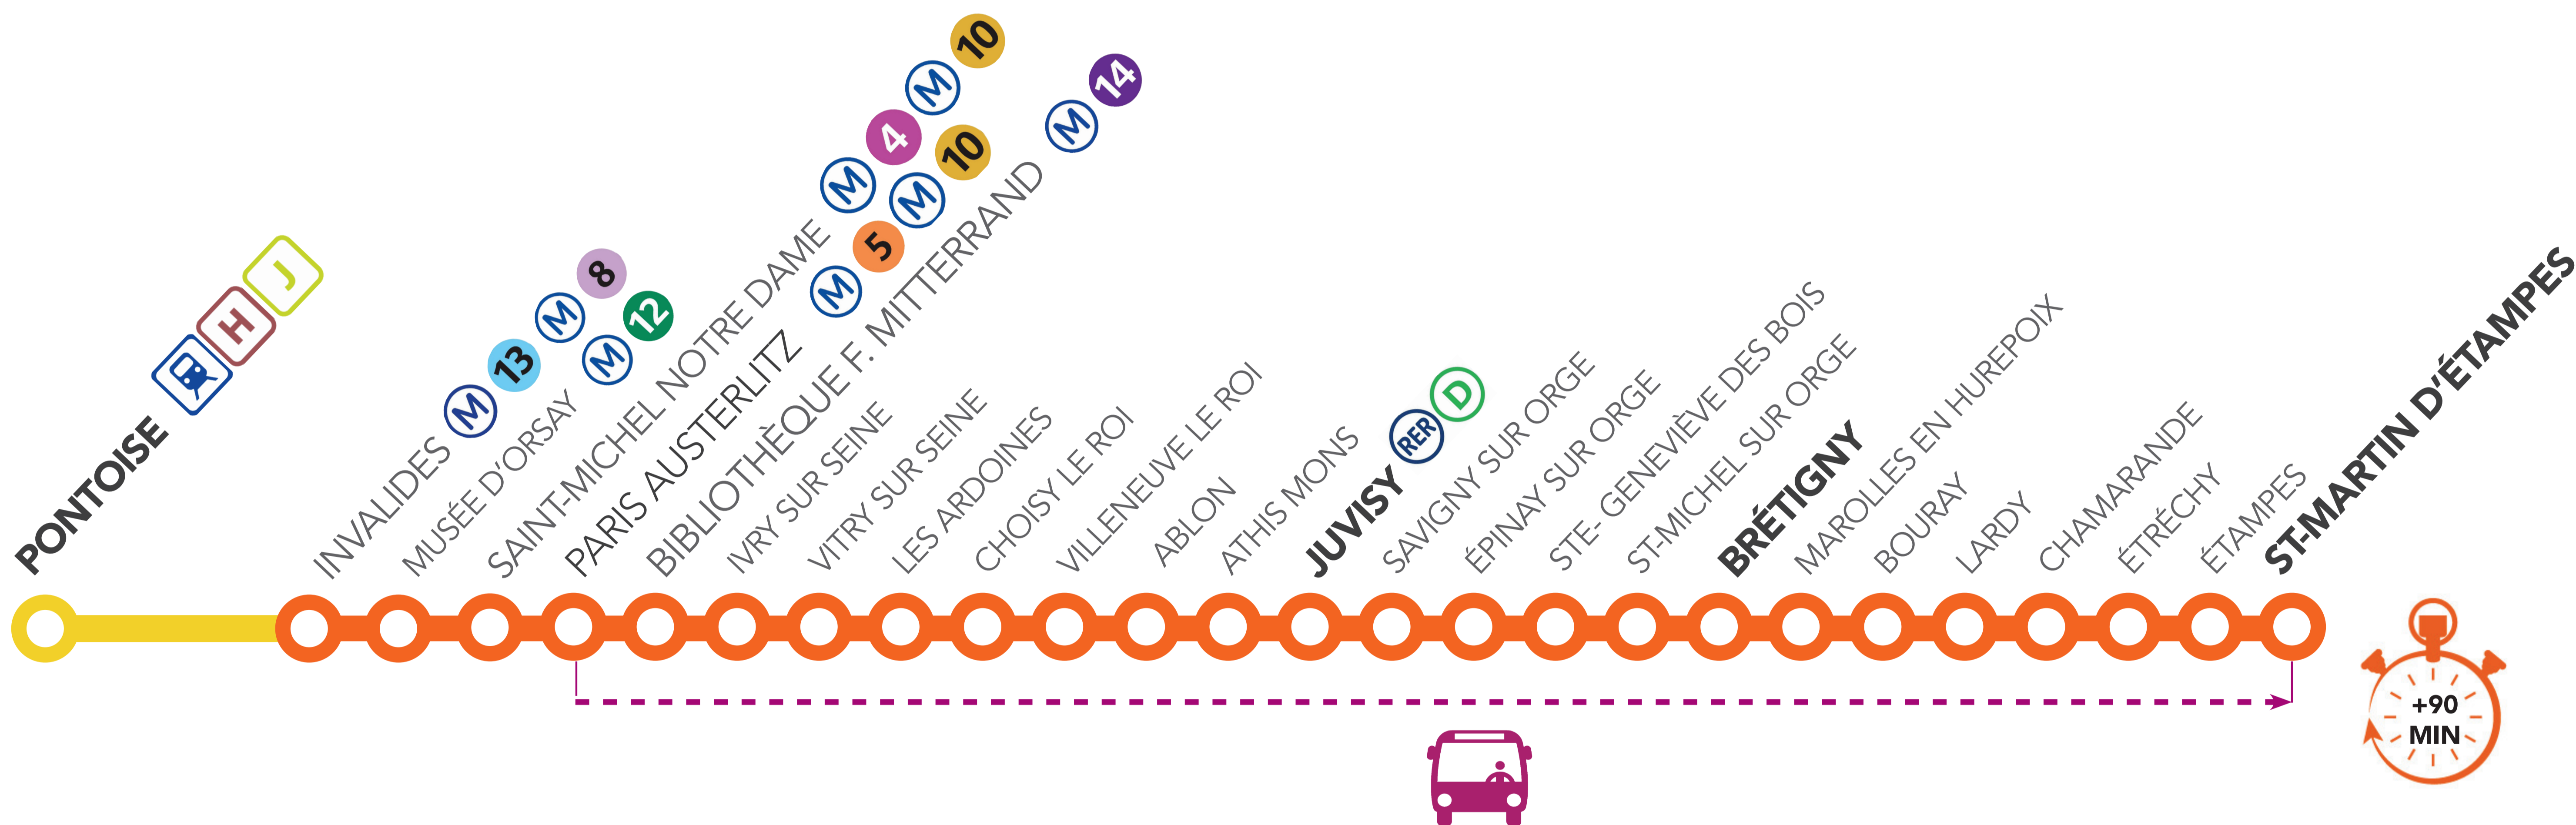 PONTOISE H J
INVALIDES M 13 M 8
MUSÉE D'ORSAY M 12
SAINT-MICHEL NOTRE DAME M 4 M 10
PARIS AUSTERLITZ M 5 M 10
BIBLIOTHÈQUE F. MITTERRAND M 14
IVRY SUR SEINE
VITRY SUR SEINE
LES ARDOINES
CHOISY LE ROI
VILLENEUVE LE ROI
ABLON
ATHIS MONS
JUVISY RER D
SAVIGNY SUR ORGE
ÉPINAY SUR ORGE
STE- GENEVIÈVE DES BOIS
ST-MICHEL SUR ORGE
BRÉTIGNY
MAROLLES EN HUREPOIX
BOURAY
LARDY
CHAMARANDE
ÉTRÉCHY
ÉTAMPES
ST-MARTIN D'ÉTAMPES
+90
MIN